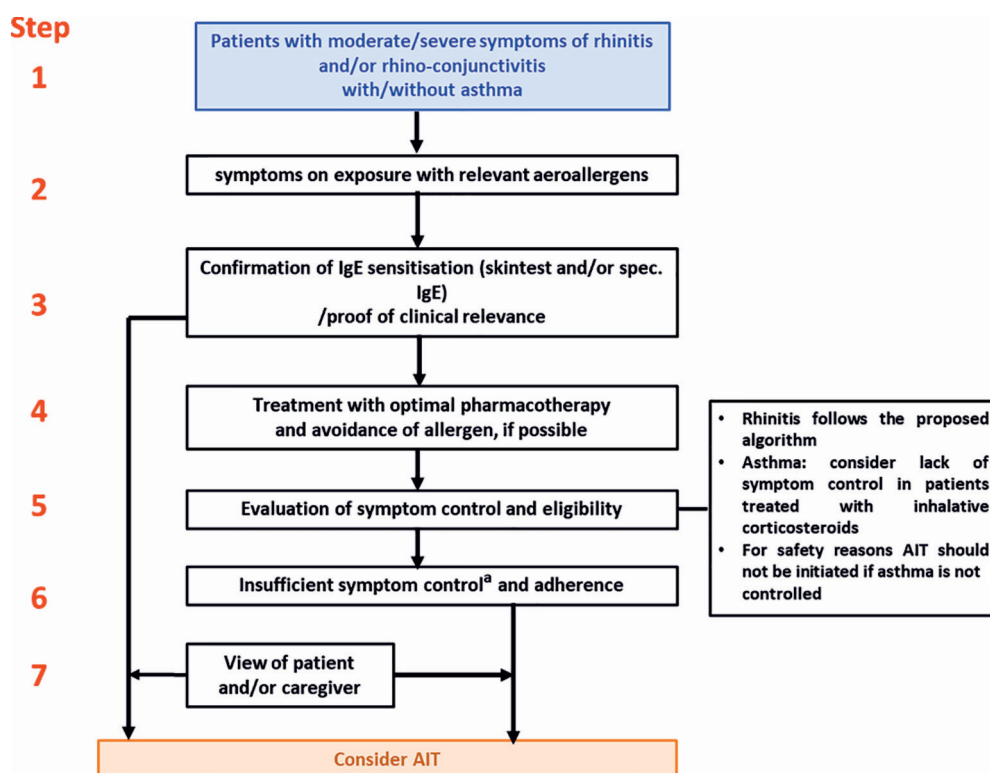 Step
1
Patients with moderate/severe symptoms of rhinitis
and/or rhino-conjunctivitis
with/without asthma
2
symptoms on exposure with relevant aeroallergens
3
Confirmation of IgE sensitisation (skintest and/or spec.
IgE)
/proof of clinical relevance
4
Treatment with optimal pharmacotherapy
and avoidance of allergen, if possible
5
Evaluation of symptom control and eligibility
• Rhinitis follows the proposed
algorithm
• Asthma: consider lack of
symptom control in patients
treated with inhalative
corticosteroids
• For safety reasons AIT should
not be initiated if asthma is not
controlled
6
Insufficient symptom controlª and adherence
7
View of patient
and/or caregiver
Consider AIT